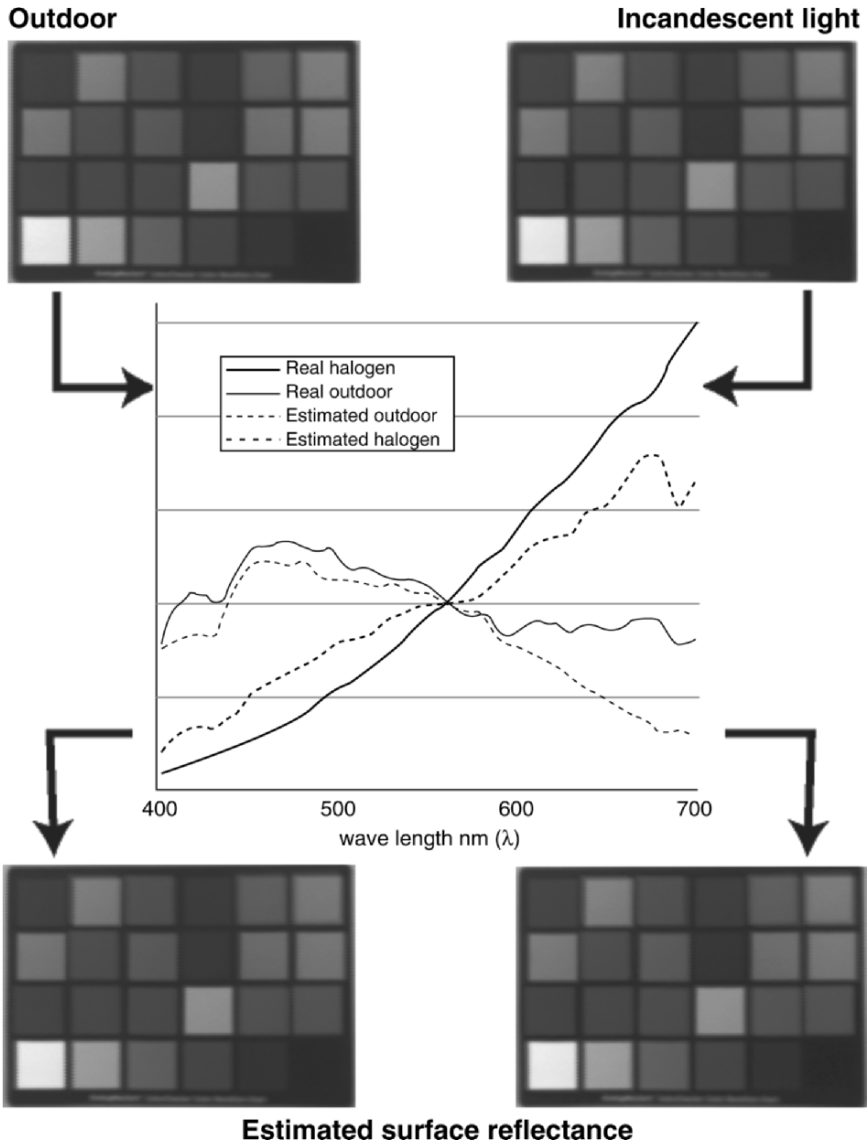 Outdoor
Incandescent light
Real halogen
Real outdoor
Estimated outdoor
Estimated halogen
400 500 600 700
wave length nm (λ)
Estimated surface reflectance